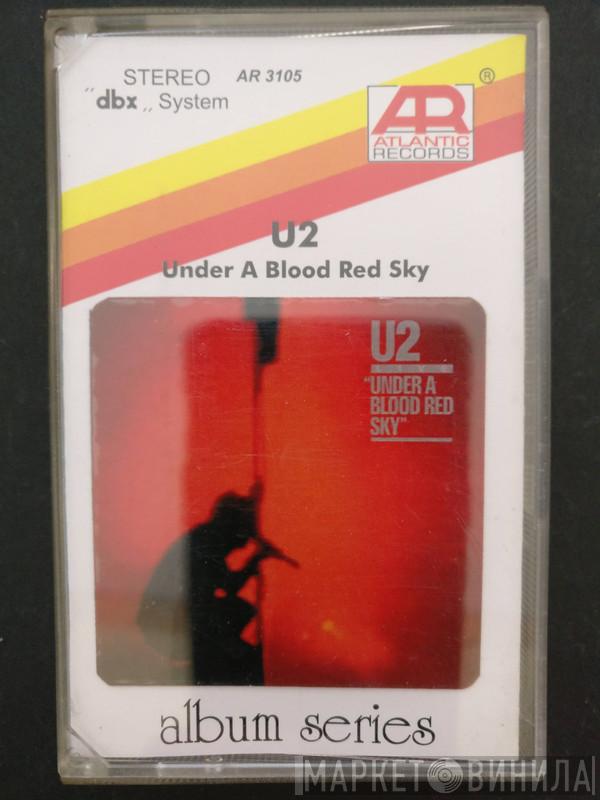 STEREO AR 3105
„dbx„ System
AR ®
ATLANTIC
RECORDS
U2
Under A Blood Red Sky
U2
LIVE
"UNDER A
BLOOD RED
SKY"
album series
МАРКЕТ ВИНИЛА